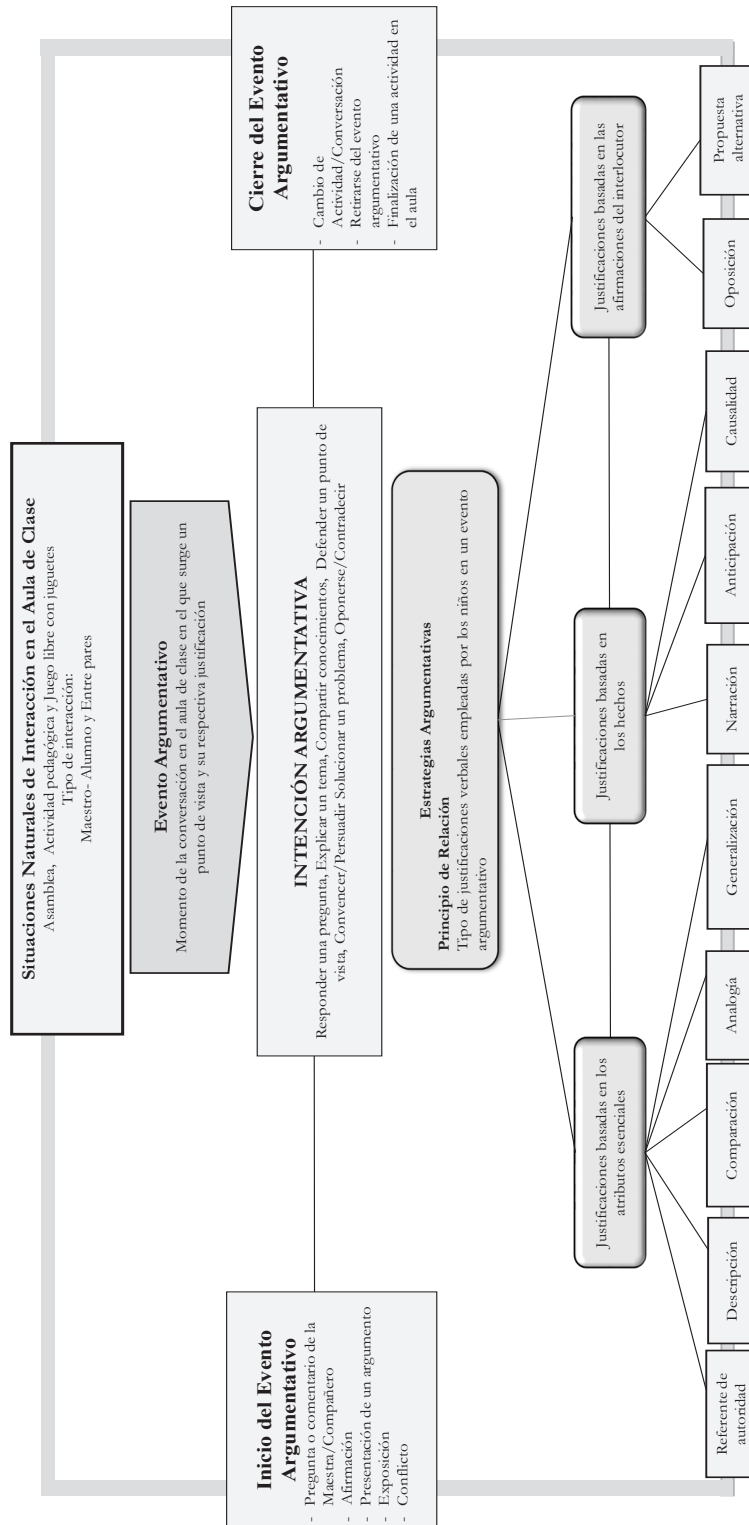 Situaciones Naturales de Interacción en el Aula de Clase
Asamblea, Actividad pedagógica y Juego libre con juguetes
Tipo de interacción:
Maestro- Alumno y Entre pares
Evento Argumentativo
Momento de la conversación en el aula de clase en el que surge un
punto de vista y su respectiva justificación
Inicio del Evento
Argumentativo
- Pregunta o comentario de la
Maestra/Compañero
- Afirmación
- Presentación de un argumento
- Exposición
- Conflicto
INTENCIÓN ARGUMENTATIVA
Responder una pregunta, Explicar un tema, Compartir conocimientos, Defender un punto de
vista, Convencer/Persuadir Solucionar un problema, Oponerse/Contradecir
Cierre del Evento
Argumentativo
- Cambio de
Actividad/Conversación
- Retirarse del evento
argumentativo
- Finalización de una actividad en
el aula
Estrategias Argumentativas
Principio de Relación
Tipo de justificaciones verbales empleadas por los niños en un evento
argumentativo
Justificaciones basadas en los
atributos esenciales
Justificaciones basadas en
los hechos
Justificaciones basadas en las
afirmaciones del interlocutor
Referente de
autoridad
Descripción
Comparación
Analogía
Generalización
Narración
Anticipación
Causalidad
Oposición
Propuesta
alternativa